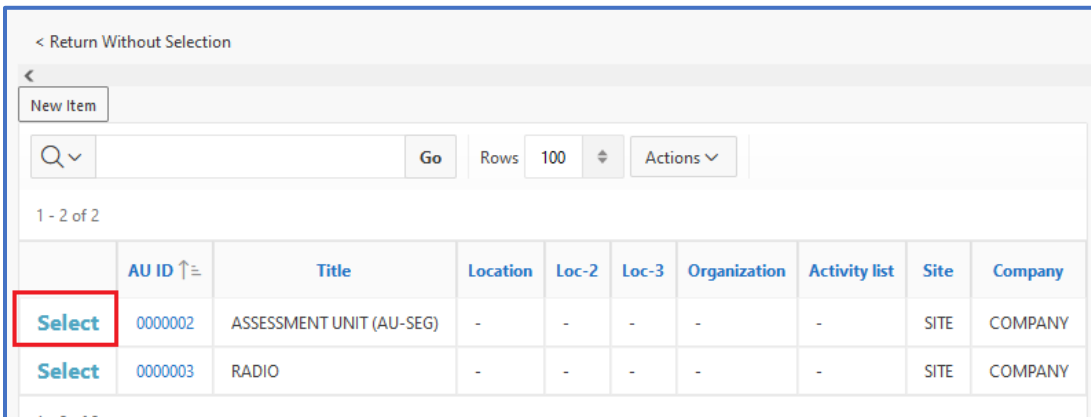 < Return Without Selection
New Item
Go Rows 100 Actions
1 - 2 of 2
AU ID Title Location Loc-2 Loc-3 Organization Activity list Site Company
Select 0000002 ASSESSMENT UNIT (AU-SEG) - - - - - SITE COMPANY
Select 0000003 RADIO - - - - - SITE COMPANY